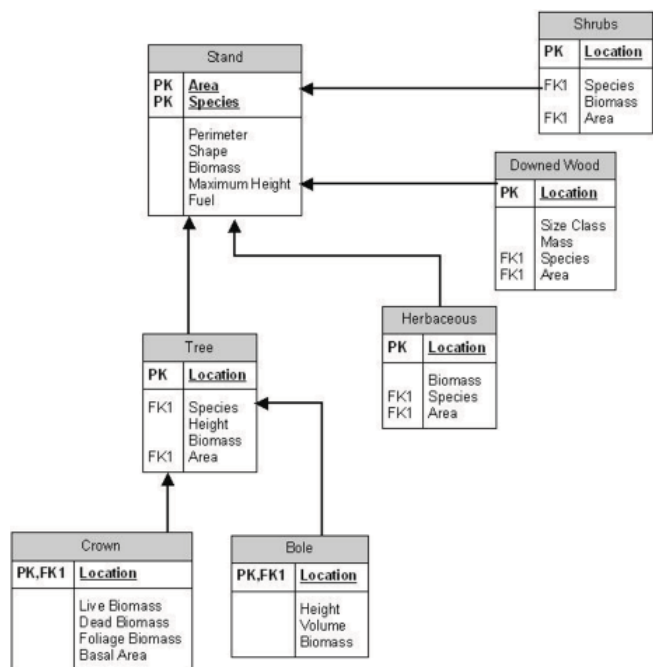 Shrubs
PK Location
FK1 Species
Biomass
FK1 Area
Stand
PK Area
PK Species
Perimeter
Shape
Biomass
Maximum Height
Fuel
Downed Wood
PK Location
Size Class
Mass
FK1 Species
FK1 Area
Herbaceous
PK Location
Biomass
FK1 Species
FK1 Area
Tree
PK Location
FK1 Species
Height
Biomass
FK1 Area
Crown
PK,FK1 Location
Live Biomass
Dead Biomass
Foliage Biomass
Basal Area
Bole
PK,FK1 Location
Height
Volume
Biomass